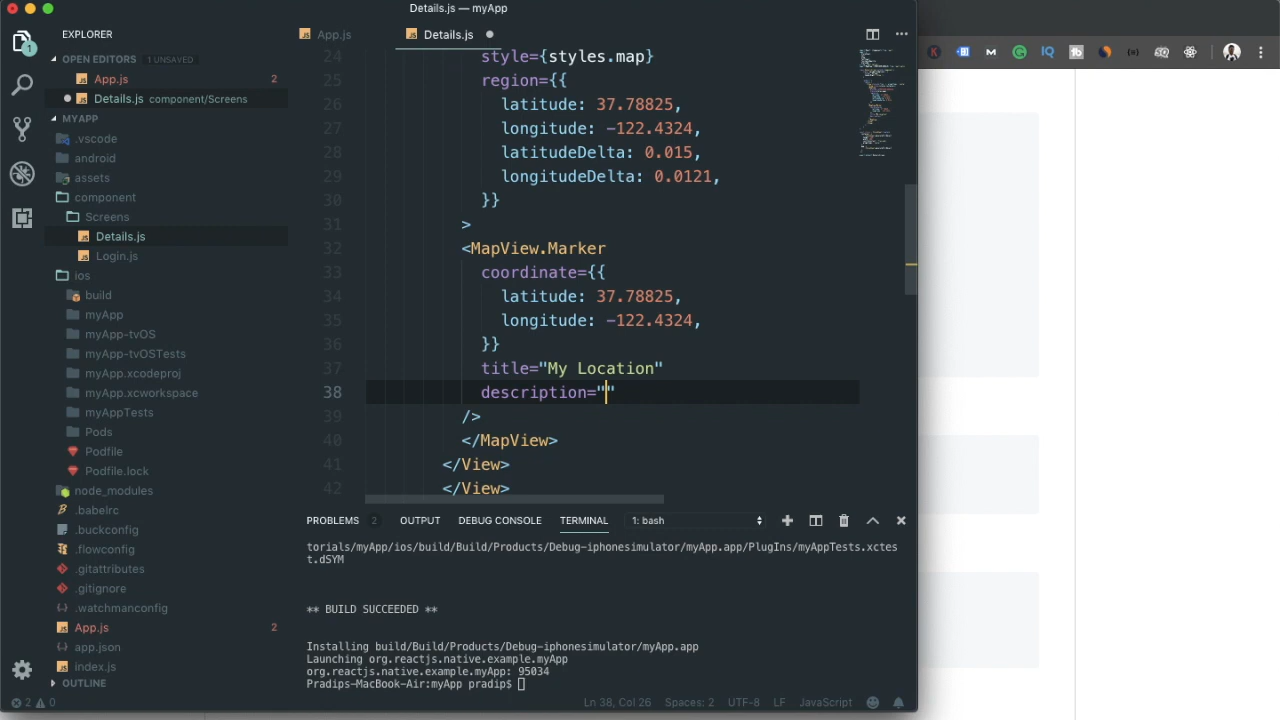 Details.js — myApp
EXPLORER
App.js
Details.js
OPEN EDITORS
1 UNSAVED
App.js
2
Details.js component/Screens
MYAPP
.vscode
android
assets
component
Screens
Details.js
Login.js
ios
build
myApp
myApp-tvOS
myApp-tvOSTests
myApp.xcodeproj
myApp.xcworkspace
myAppTests
Pods
Podfile
Podfile.lock
node_modules
.babelrc
.buckconfig
.flowconfig
.gitattributes
.gitignore
.watchmanconfig
App.js
2
app.json
index.js
OUTLINE
1
24 style={styles.map}
25 region={{
26 latitude: 37.78825,
27 longitude: -122.4324,
28 latitudeDelta: 0.015,
29 longitudeDelta: 0.0121,
30 }}
31 >
32 <MapView.Marker
33 coordinate={{
34 latitude: 37.78825,
35 longitude: -122.4324,
36 }}
37 title="My Location"
38 description=""
39 />
40 </MapView>
41 </View>
42 </View>
PROBLEMS 2 OUTPUT DEBUG CONSOLE TERMINAL 1: bash
torials/myApp/ios/build/Build/Products/Debug-iphonesimulator/myApp.app/PlugIns/myAppTests.xctes
t.dSYM
** BUILD SUCCEEDED **
Installing build/Build/Products/Debug-iphonesimulator/myApp.app
Launching org.reactjs.native.example.myApp
org.reactjs.native.example.myApp: 95034
Pradips-MacBook-Air:myApp pradip$
2 0 Ln 38, Col 26 Spaces: 2 UTF-8 LF JavaScript